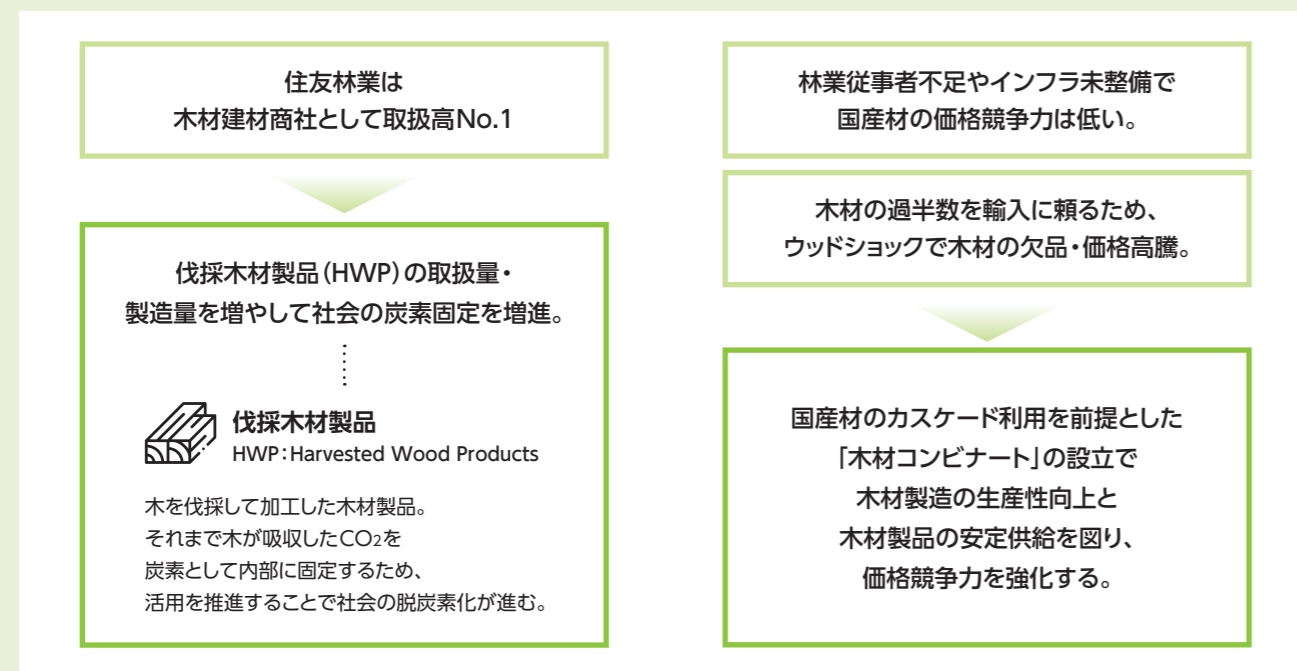 住友林業は
木材建材商社として取扱高No.1
伐採木材製品(HWP)の取扱量・
製造量を増やして社会の炭素固定を増進。
伐採木材製品
HWP:Harvested Wood Products
木を伐採して加工した木材製品。
それまで木が吸収したCO2を
炭素として内部に固定するため、
活用を推進することで社会の脱炭素化が進む。
林業従事者不足やインフラ未整備で
国産材の価格競争力は低い。
木材の過半数を輸入に頼るため、
ウッドショックで木材の欠品・価格高騰。
国産材のカスケード利用を前提とした
「木材コンビナート」の設立で
木材製造の生産性向上と
木材製品の安定供給を図り、
価格競争力を強化する。